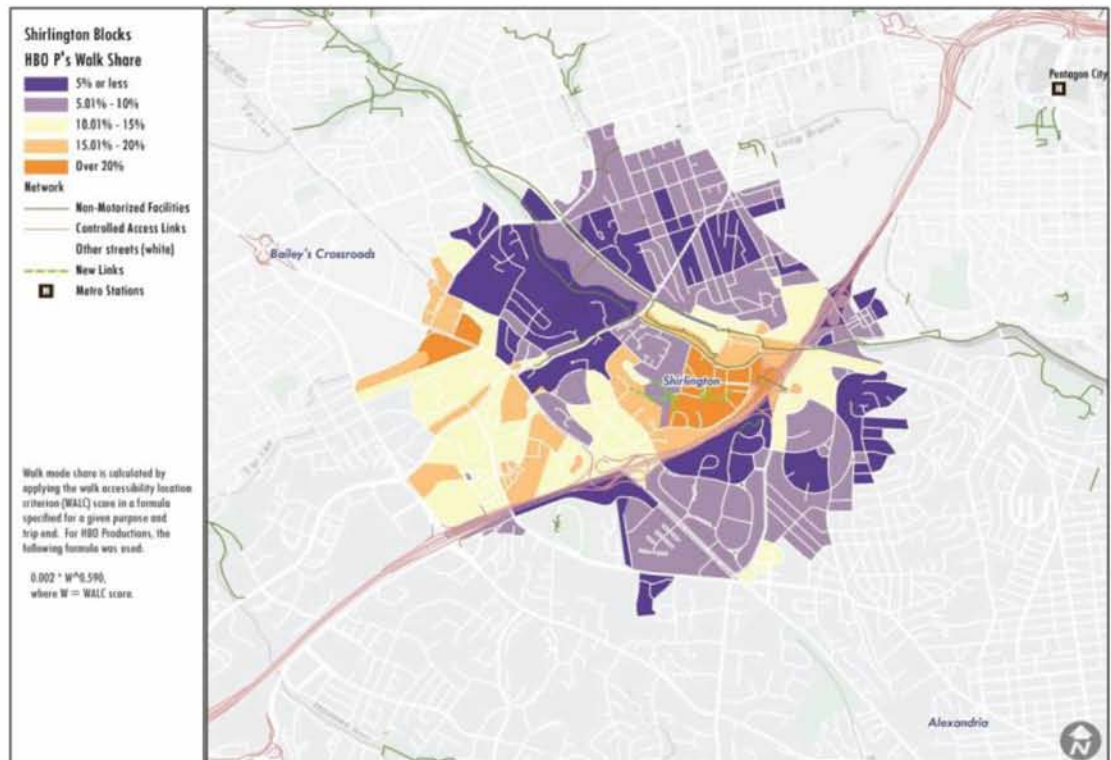 Shirlington Blocks
HBO P's Walk Share
5% or less
5.01% - 10%
10.01% - 15%
15.01% - 20%
Over 20%
Network
Non-Motorized Facilities
Controlled Access Links
Other streets (white)
New Links
M Metro Stations
Walk mode share is calculated by
applying the walk accessibility location
criterion (WALC) score in a formula
specified for a given purpose and
trip end. For HBO Productions, the
following formula was used.
0.002 * W^0.590,
where W = WALC score.
Pentagon City
M
Long Branch
Bailey's Crossroads
Shirlington
Alexandria
N